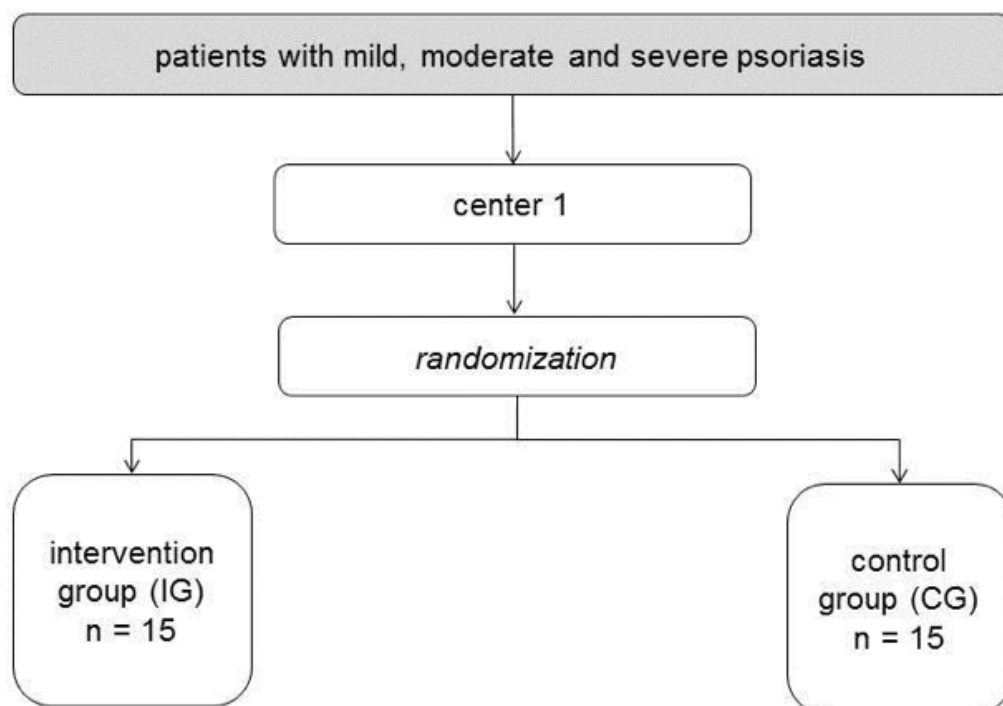 patients with mild, moderate and severe psoriasis
center 1
randomization
intervention
group (IG)
n = 15
control
group (CG)
n = 15